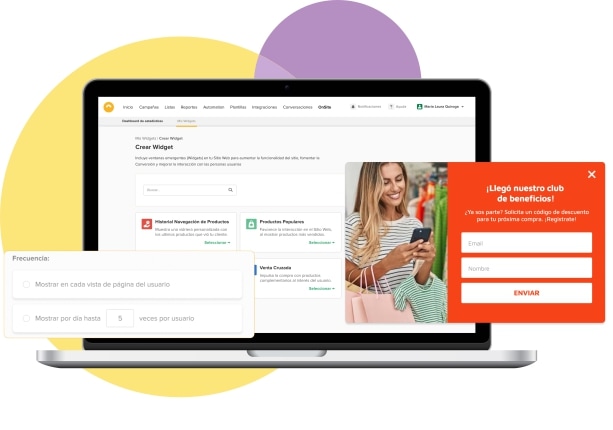 Inicio Campañas Listas Reportes Automation Plantillas Integraciones Conversaciones OnSite
Notificaciones ? Ayuda María Laura Quiroga
Dashboard de estadísticas Mis Widgets
Mis Widgets / Crear Widget
Crear Widget
Incluye ventanas emergentes (Widgets) en tu Sitio Web para aumentar la funcionalidad del sitio, fomentar la
Conversión y mejorar la interacción con las personas usuarias.
Buscar...
Historial Navegación de Productos
Muestra una vidriera personalizada con
los últimos productos que vio tu cliente.
Seleccionar
Productos Populares
Favorece la interacción en el Sitio Web,
al mostrar productos más vendidos.
Seleccionar
Venta Cruzada
Impulsa la compra con productos
complementarios al interés del usuario.
Seleccionar
Frecuencia:
Mostrar en cada vista de página del usuario
Mostrar por día hasta 5 veces por usuario
¡Llegó nuestro club
de beneficios!
¿Ya sos parte? Solicita un código de descuento
para tu próxima compra. ¡Registrate!
Email
Nombre
ENVIAR